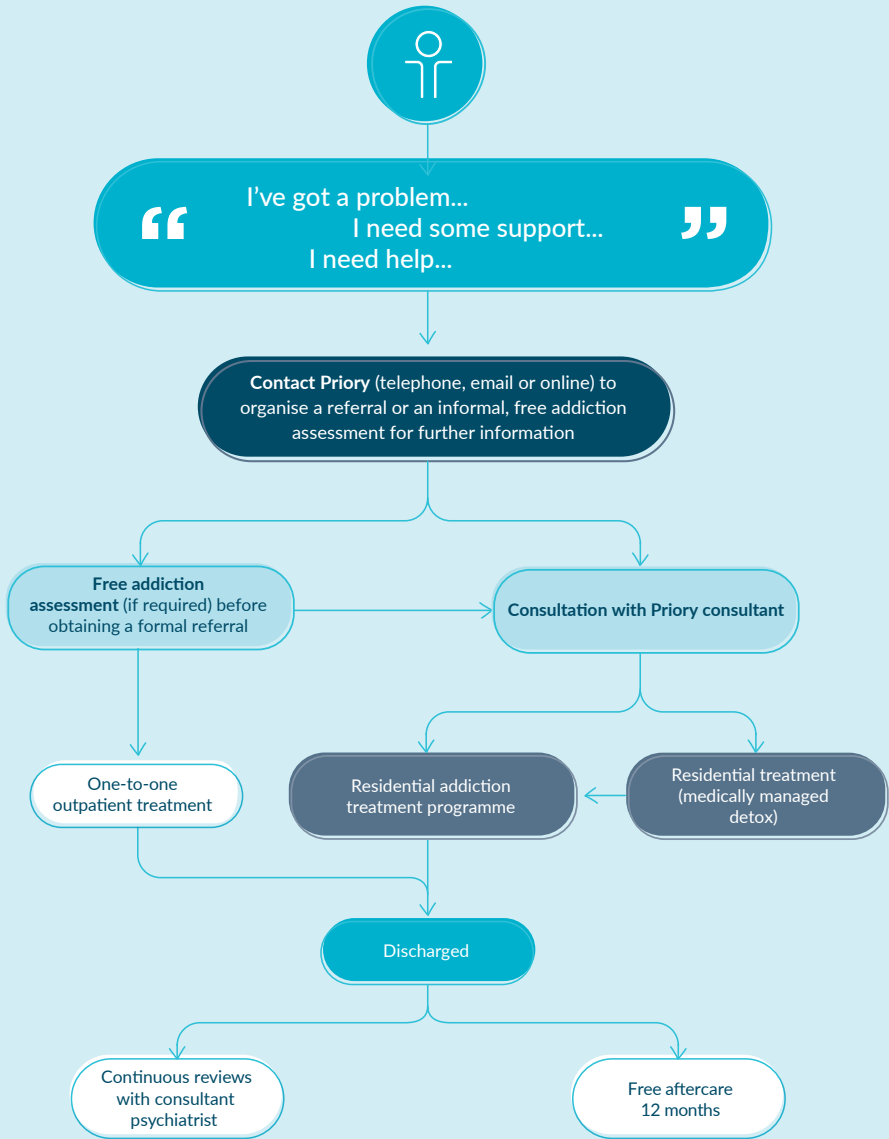 “
I’ve got a problem...
I need some support...
I need help...
”
Contact Priory (telephone, email or online) to
organise a referral or an informal, free addiction
assessment for further information
Free addiction
assessment (if required) before
obtaining a formal referral
Consultation with Priory consultant
One-to-one
outpatient treatment
Residential addiction
treatment programme
Residential treatment
(medically managed
detox)
Discharged
Continuous reviews
with consultant
psychiatrist
Free aftercare
12 months